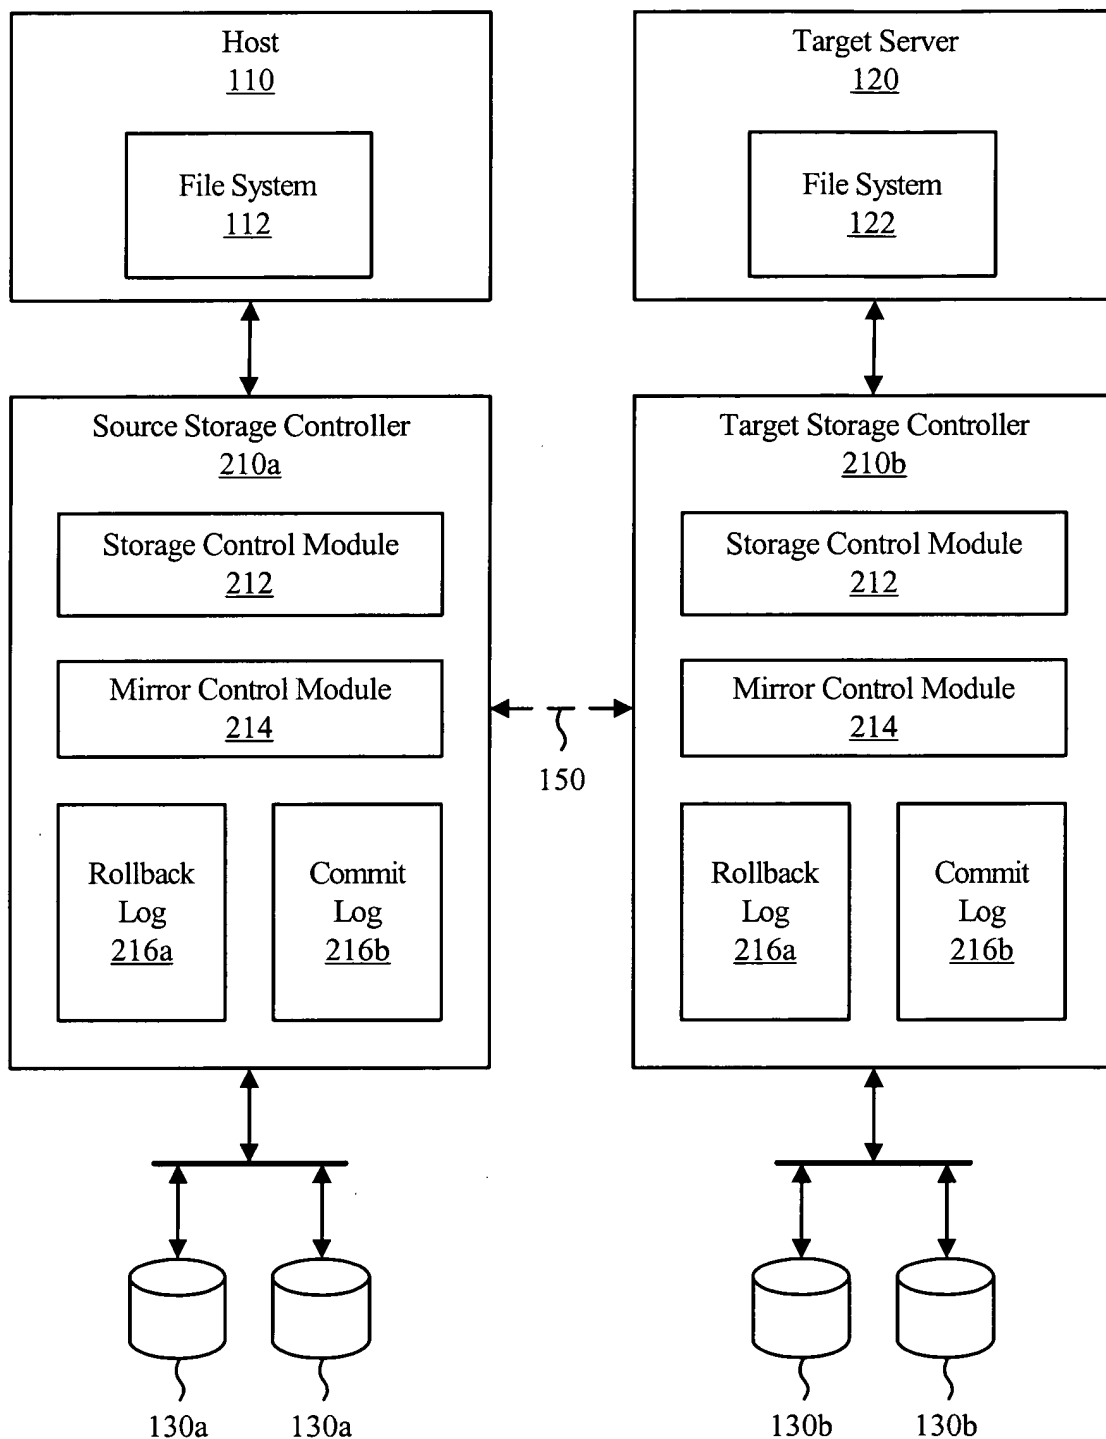 Host
110
File System
112
Target Server
120
File System
122
Source Storage Controller
210a
Storage Control Module
212
Mirror Control Module
214
Rollback
Log
216a
Commit
Log
216b
150
Target Storage Controller
210b
Storage Control Module
212
Mirror Control Module
214
Rollback
Log
216a
Commit
Log
216b
130a
130a
130b
130b